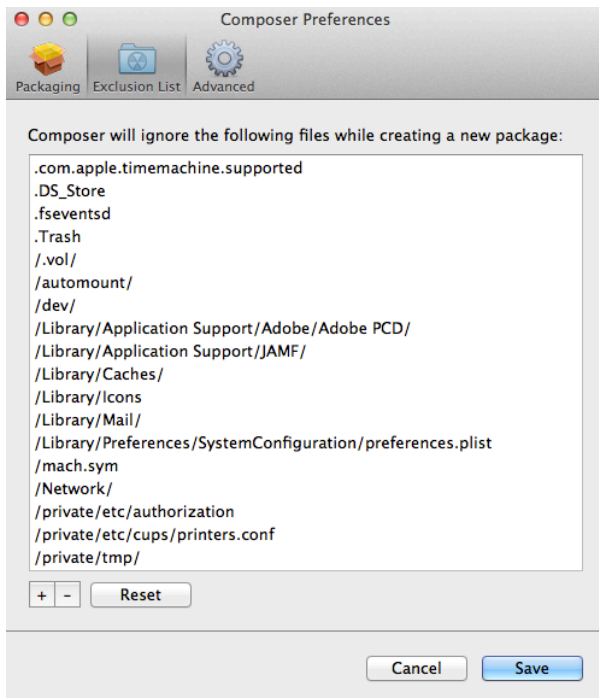 Composer Preferences
Packaging Exclusion List Advanced
Composer will ignore the following files while creating a new package:
.com.apple.timemachine.supported
.DS_Store
.fseventsd
.Trash
/.vol/
/automount/
/dev/
/Library/Application Support/Adobe/Adobe PCD/
/Library/Application Support/JAMF/
/Library/Caches/
/Library/Icons
/Library/Mail/
/Library/Preferences/SystemConfiguration/preferences.plist
/mach.sym
/Network/
/private/etc/authorization
/private/etc/cups/printers.conf
/private/tmp/
+ - Reset
Cancel Save